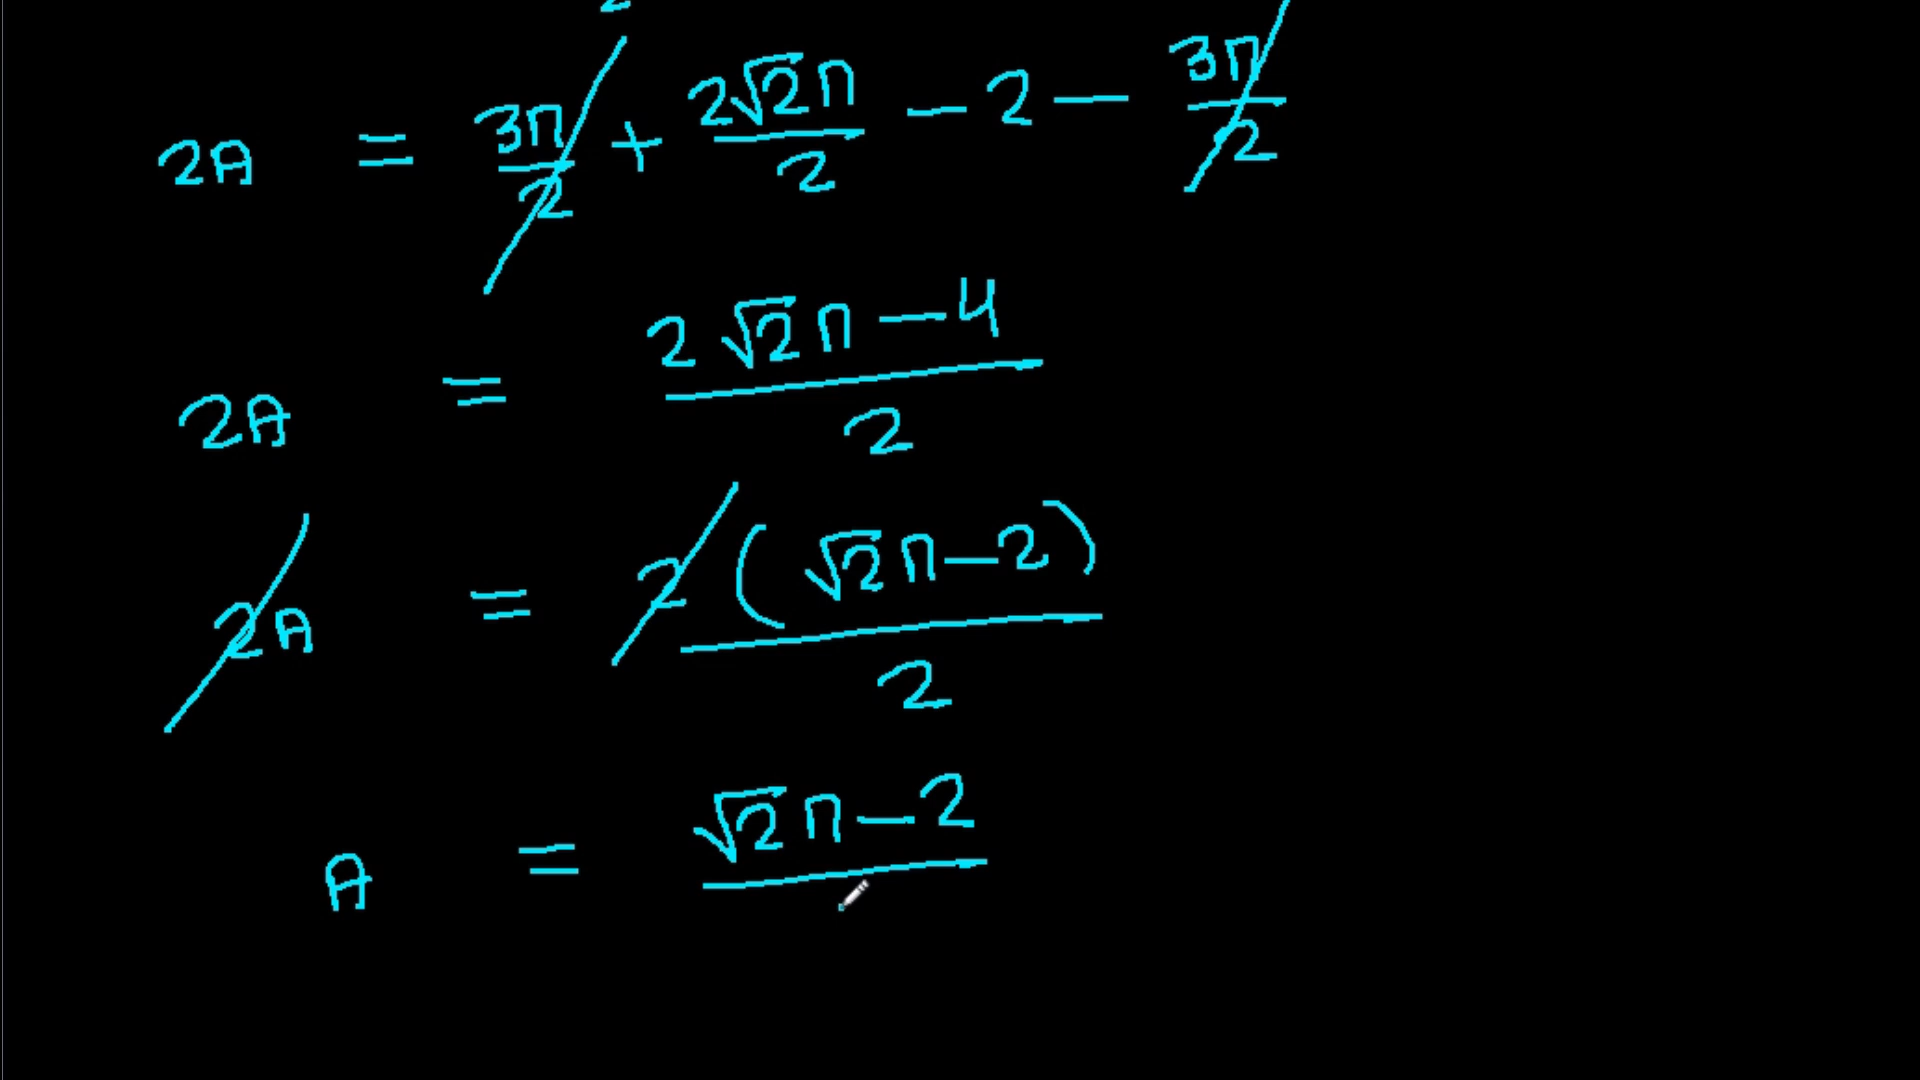 2A = 3π/2 + 2√2π/2 - 2 - 3π/2
2A = 2√2π - 4 / 2
2A = 2(√2π - 2) / 2
A = √2π - 2 /